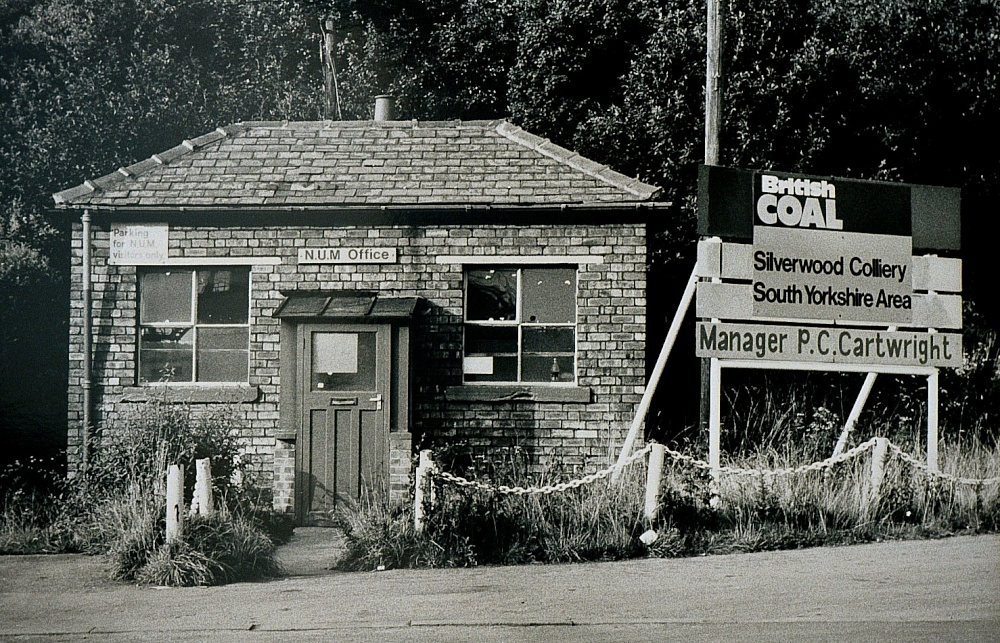 Parking
for N.U.M.
visitors only
N.U.M Office
British
COAL
Silverwood Colliery
South Yorkshire Area
Manager P.C.Cartwright